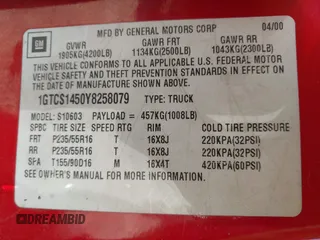 GM
MFD BY GENERAL MOTORS CORP 04/00
GVWR GAWR FRT GAWR RR
1905KG(4200LB) 1134KG(2500LB) 1043KG(2300LB)
THIS VEHICLE CONFORMS TO ALL APPLICABLE U.S. FEDERAL MOTOR
VEHICLE SAFETY STANDARDS IN EFFECT ON THE DATE OF
MANUFACTURE SHOWN ABOVE.
1GTCS1450Y8258079 TYPE: TRUCK
MODEL: S10603 PAYLOAD = 457KG(1008LB)
SPBC TIRE SIZE SPEED RTG RIM COLD TIRE PRESSURE
FRT P235/55R16 T 16X8J 220KPA(32PSI)
RR P235/55R16 T 16X8J 220KPA(32PSI)
SFA T155/90D16 M 16X4T 420KPA(60PSI)
SEE OWNER'S MANUAL FOR MORE INFORMATION.
DREAMBID